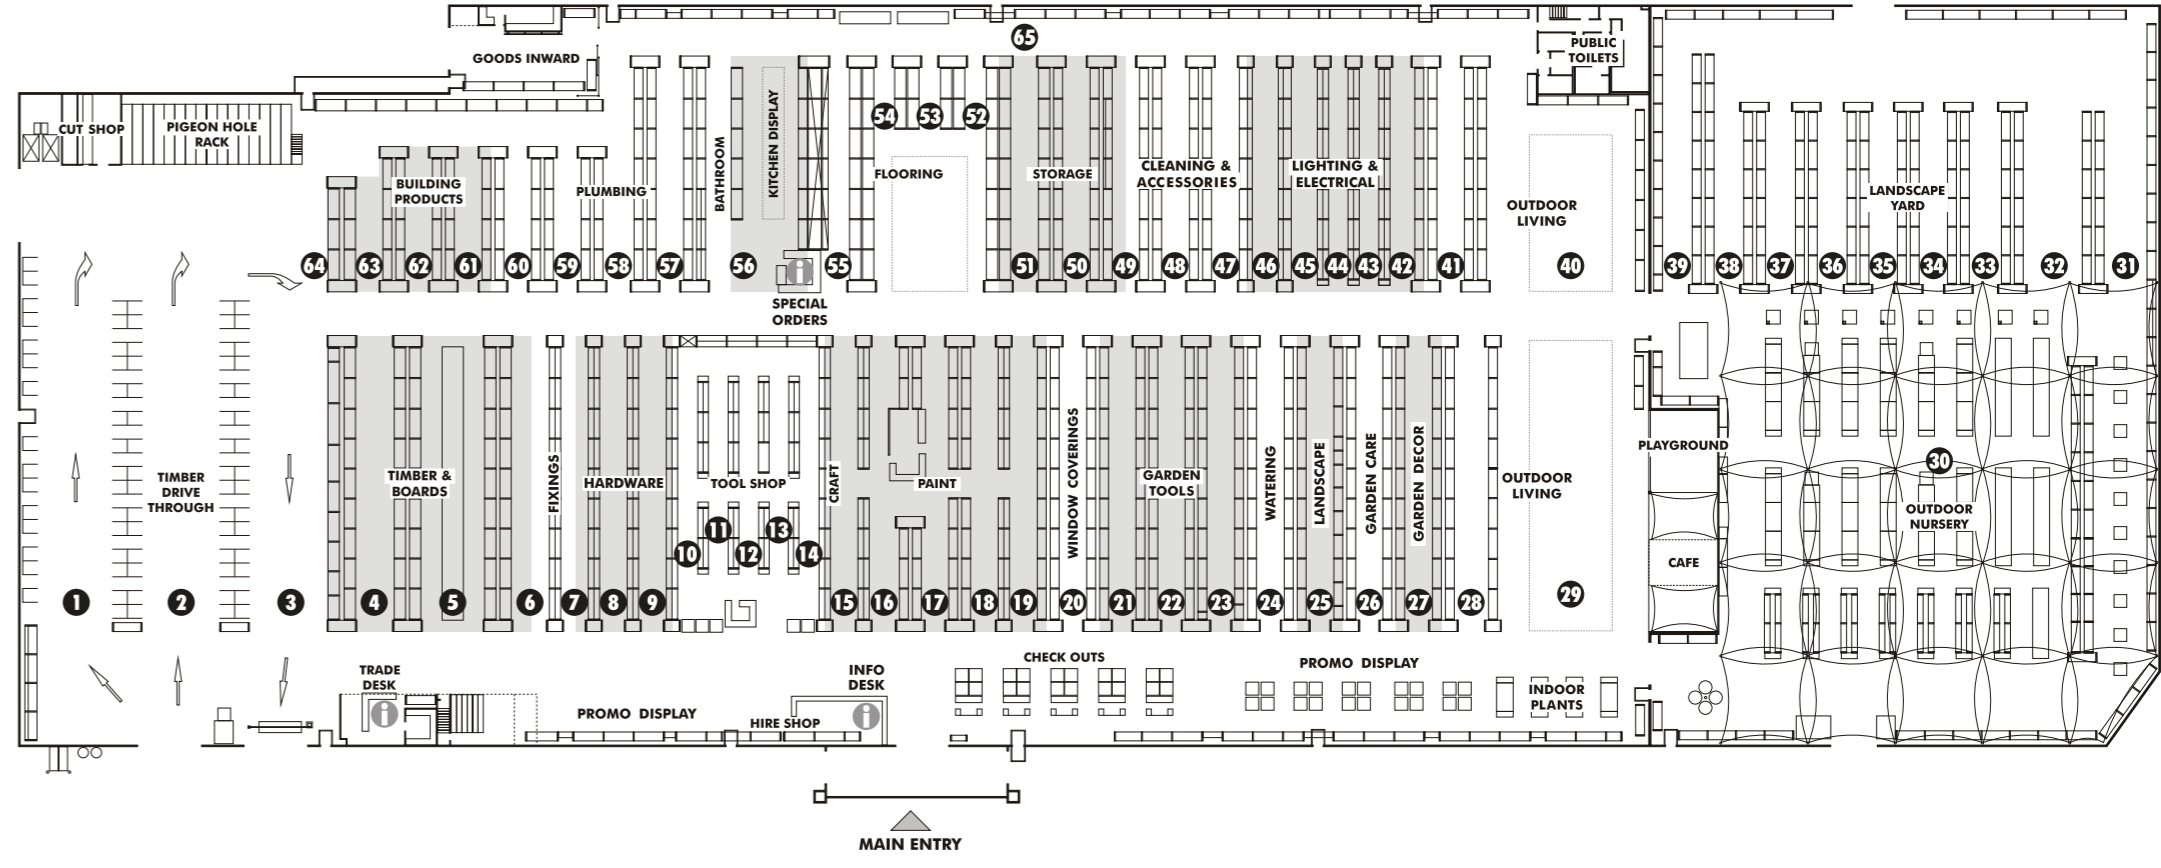 65
GOODS INWARD
PUBLIC
TOILETS
CUT SHOP
PIGEON HOLE
RACK
54
53
52
BATHROOM
KITCHEN DISPLAY
BUILDING
PRODUCTS
PLUMBING
FLOORING
STORAGE
CLEANING &
ACCESSORIES
LIGHTING &
ELECTRICAL
OUTDOOR
LIVING
LANDSCAPE
YARD
64
63
62
61
60
59
58
57
56
i
55
51
50
49
48
47
46
45
44
43
42
41
40
39
38
37
36
35
34
33
32
31
SPECIAL
ORDERS
TIMBER
DRIVE
THROUGH
TIMBER &
BOARDS
FIXINGS
HARDWARE
TOOL SHOP
CRAFT
PAINT
WINDOW COVERINGS
GARDEN
TOOLS
WATERING
LANDSCAPE
GARDEN CARE
GARDEN DECOR
OUTDOOR
LIVING
PLAYGROUND
30
OUTDOOR
NURSERY
CAFE
10
11
12
13
14
1
2
3
4
5
6
7
8
9
15
16
17
18
19
20
21
22
23
24
25
26
27
28
29
TRADE
DESK
i
PROMO DISPLAY
HIRE SHOP
INFO
DESK
i
CHECK OUTS
PROMO DISPLAY
INDOOR
PLANTS
MAIN ENTRY